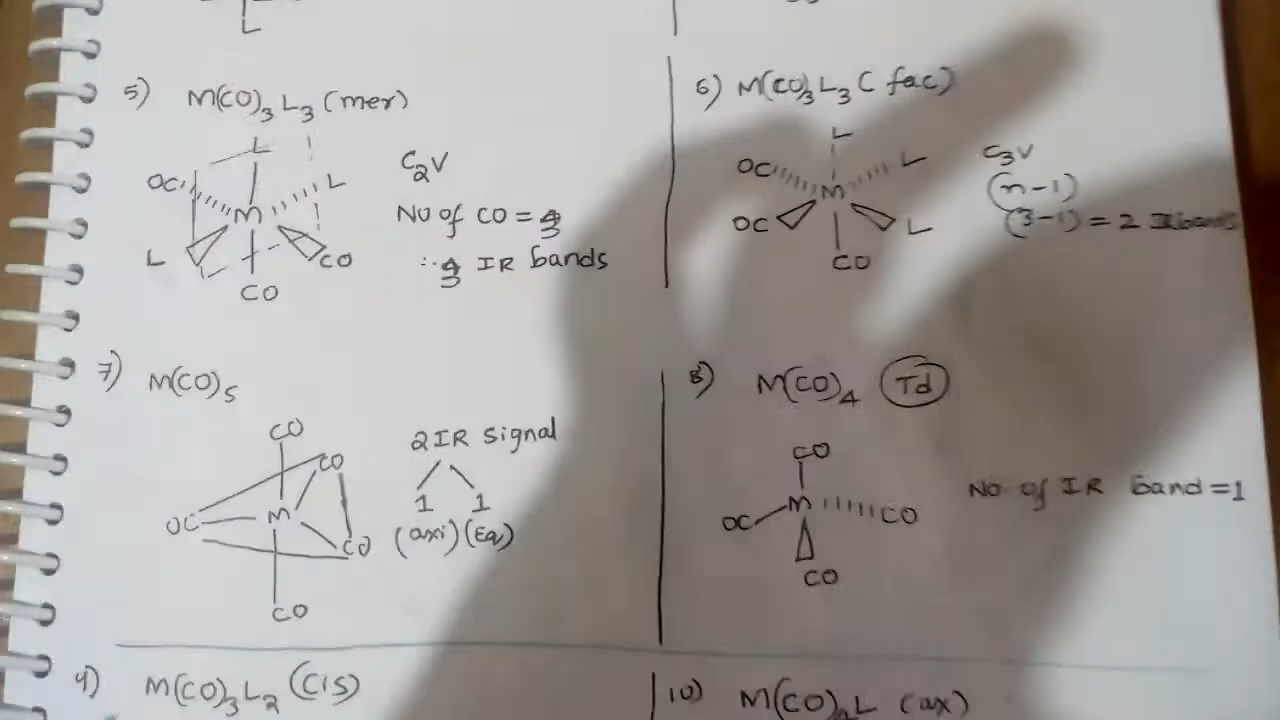 L
5) M(CO)3 L3 (mer)
L
OC L
M
L CO
CO
C2V
No of CO = 3
∴ 3 IR bands
6) M(CO)3L3 ( fac)
L
OC L
M
OC L
CO
C3V
(n-1)
(3-1) = 2 IR bands
7) M(CO)5
CO
CO
OC M
CO
CO
2 IR Signal
1 1
(axi) (Eq)
8) M(CO)4 Td
CO
M
OC CO
CO
No of IR band = 1
9) M(CO)3L2 (Cis)
10) M(CO)4L (ax)